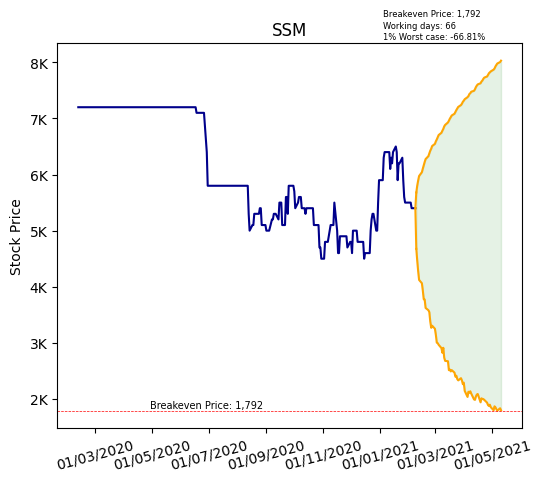 Breakeven Price: 1,792
Working days: 66
1% Worst case: -66.81%
SSM
8K
7K
6K
5K
4K
3K
2K
Stock Price
Breakeven Price: 1,792
01/03/2020
01/05/2020
01/07/2020
01/09/2020
01/11/2020
01/01/2021
01/03/2021
01/05/2021